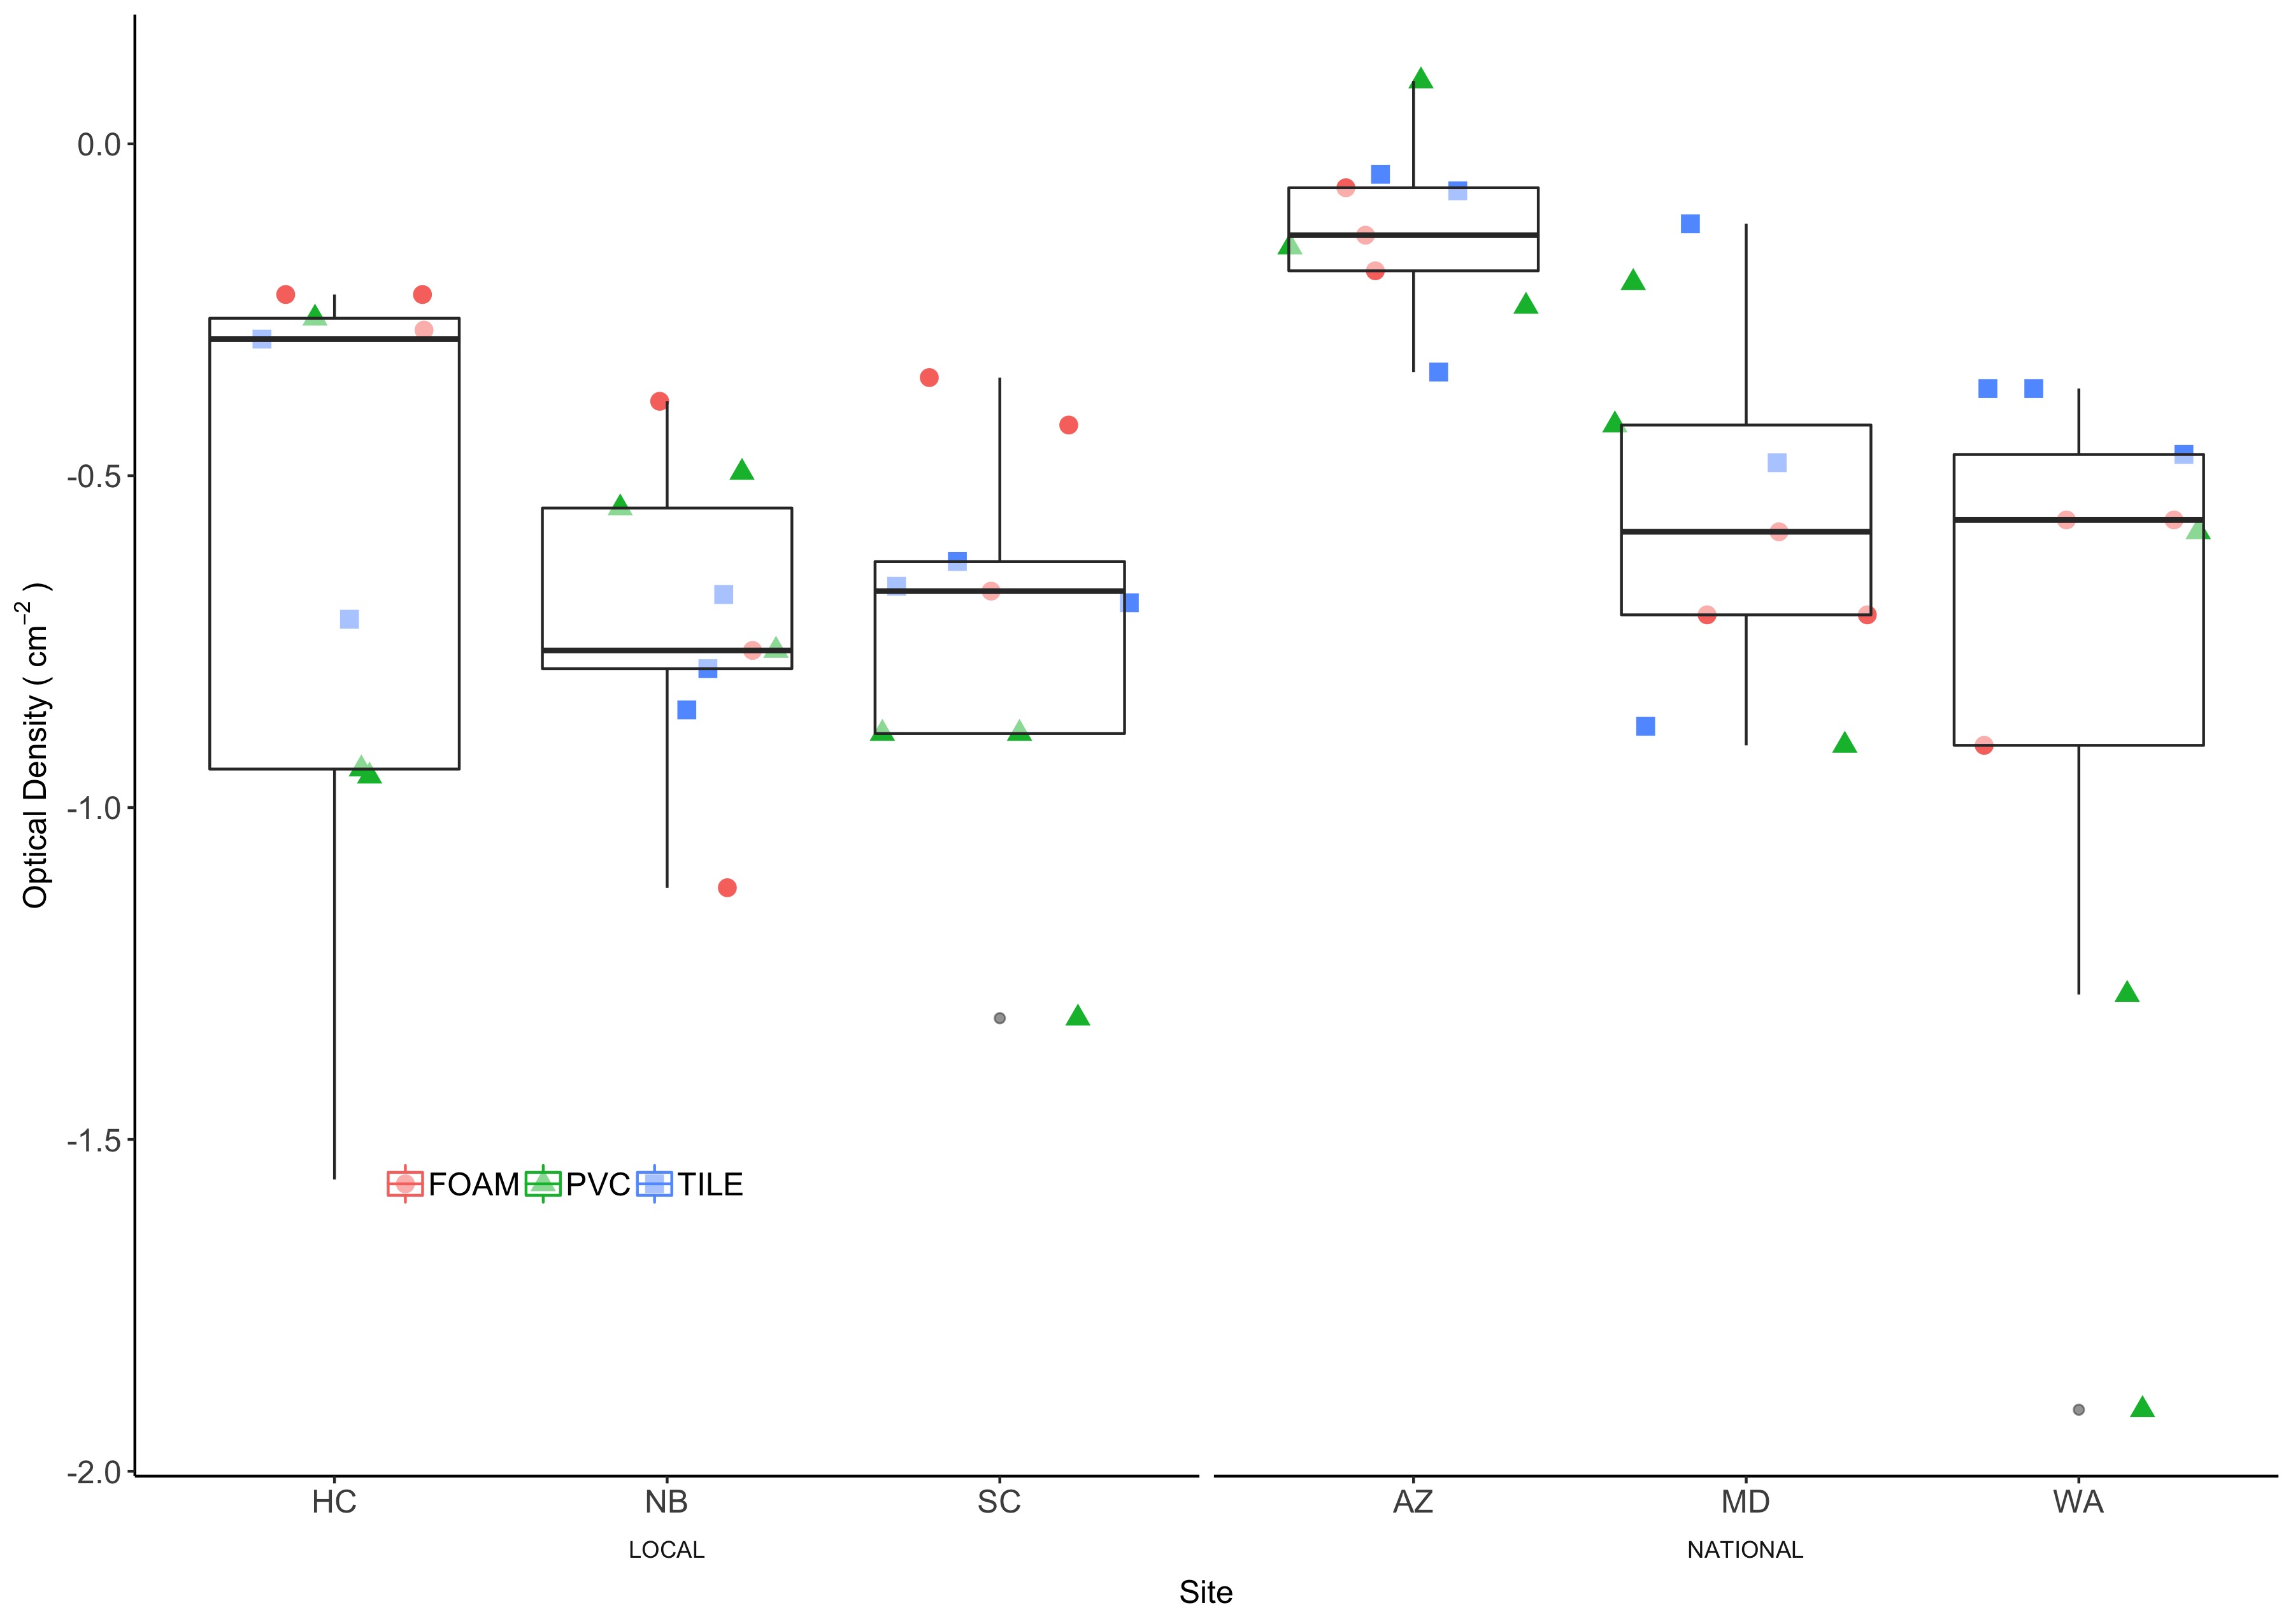 Optical Density ( cm⁻² )
0.0
-0.5
-1.0
-1.5
-2.0
FOAM PVC TILE
HC NB SC AZ MD WA
LOCAL NATIONAL
Site